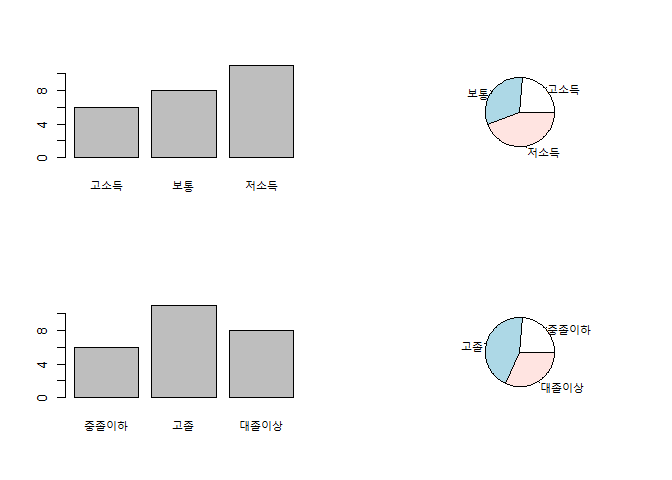 8
4
0
고소득 보통 저소득
보통
고소득
저소득
8
4
0
중졸이하 고졸 대졸이상
고졸
중졸이하
대졸이상